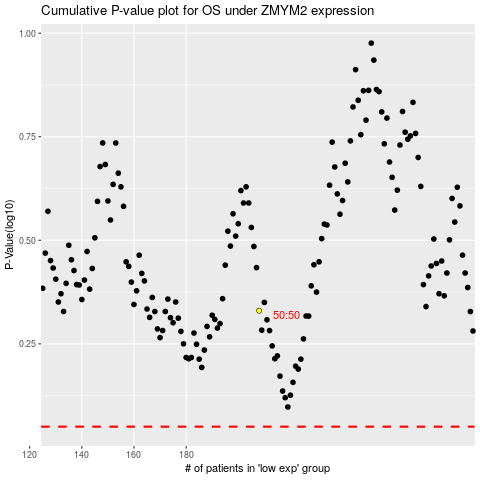 Cumulative P-value plot for OS under ZMYM2 expression
1.00
0.75
0.50
0.25
P-Value(log10)
50:50
120 140 160 180
# of patients in 'low exp' group